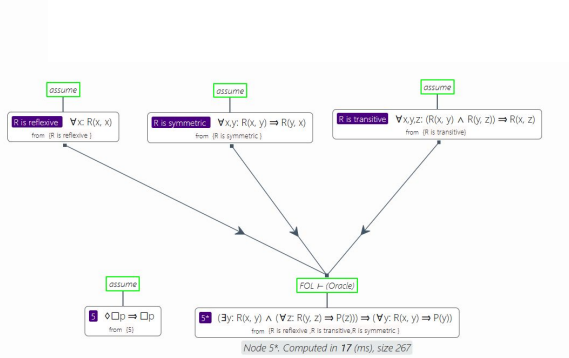 assume
assume
assume
R is reflexive ∀x: R(x, x)
from {R is reflexive }
R is symmetric ∀x,y: R(x, y) ⇒ R(y, x)
from {R is symmetric }
R is transitive ∀x,y,z: (R(x, y) ∧ R(y, z)) ⇒ R(x, z)
from {R is transitive}
assume
FOL ⊢ (Oracle)
5 ◊□p ⇒ □p
from {5}
5* (∃y: R(x, y) ∧ (∀z: R(y, z) ⇒ P(z))) ⇒ (∀y: R(x, y) ⇒ P(y))
from {R is reflexive ,R is transitive,R is symmetric }
Node 5*. Computed in 17 (ms), size 267